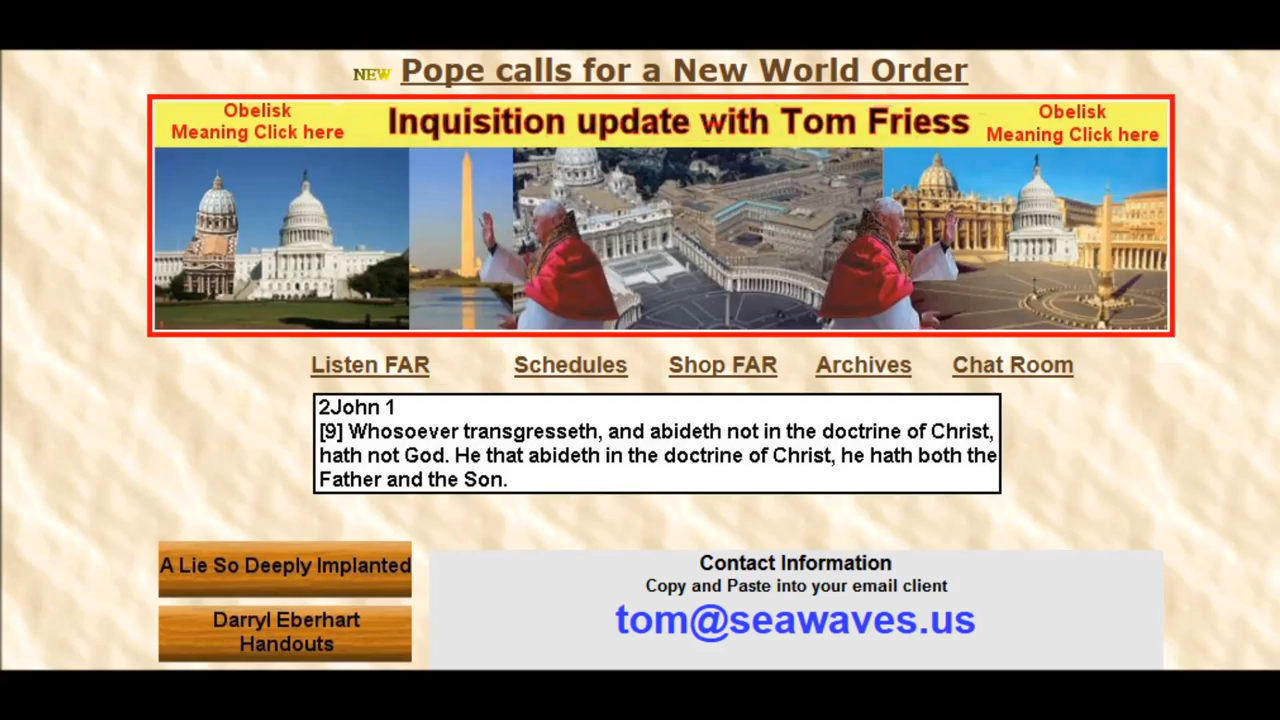 NEW Pope calls for a New World Order
Obelisk
Meaning Click here
Inquisition update with Tom Friess
Obelisk
Meaning Click here
Listen FAR Schedules Shop FAR Archives Chat Room
2John 1
[9] Whosoever transgresseth, and abideth not in the doctrine of Christ,
hath not God. He that abideth in the doctrine of Christ, he hath both the
Father and the Son.
A Lie So Deeply Implanted
Darryl Eberhart
Handouts
Contact Information
Copy and Paste into your email client
tom@seawaves.us